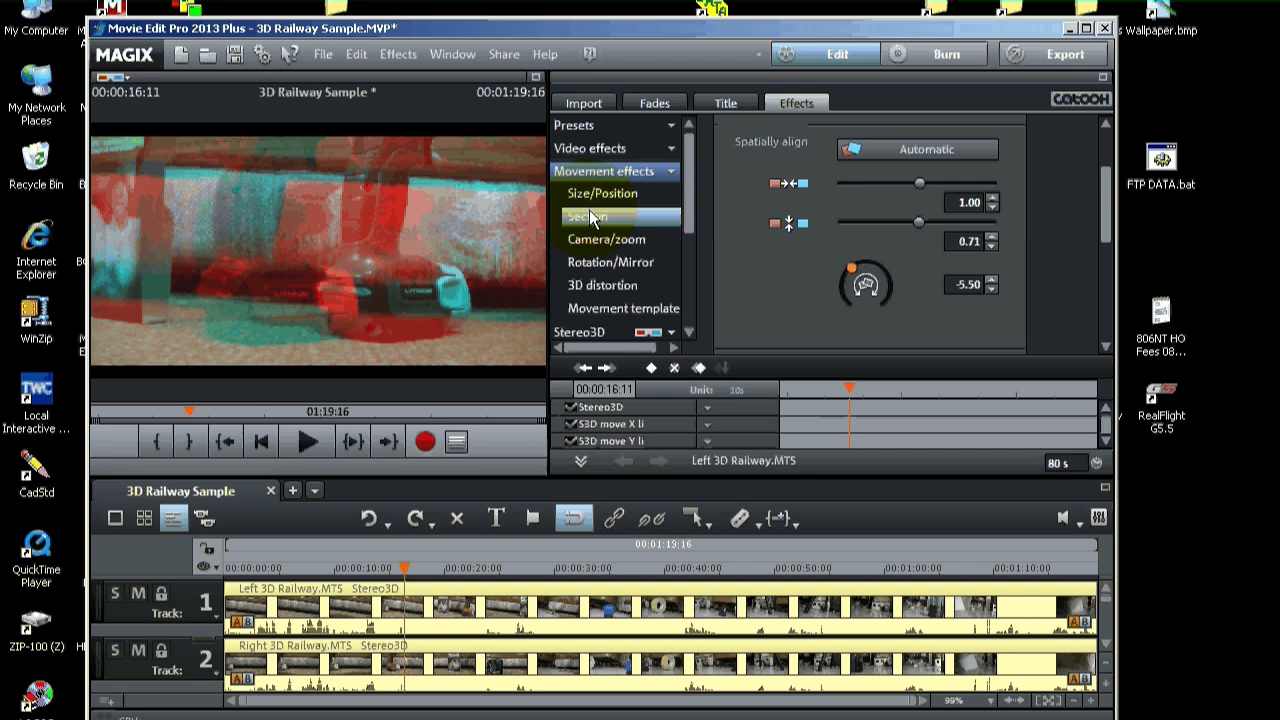 My Computer
Wallpaper.bmp
Movie Edit Pro 2013 Plus - 3D Railway Sample.MVP*
MAGIX
File Edit Effects Window Share Help
Edit
Burn
Export
00:00:16:11
3D Railway Sample *
00:01:19:16
Import
Fades
Title
Effects
catooh
Presets
Video effects
Movement effects
Size/Position
Section
Camera/zoom
Rotation/Mirror
3D distortion
Movement template
Stereo3D
Spatially align
Automatic
1.00
0.71
-5.50
My Network
Places
Recycle Bin
Internet
Explorer
WinZip
Local
Interactive ...
CadStd
QuickTime
Player
ZIP-100 (Z)
TWC
FTP DATA.bat
806NT HO
Fees 08...
RealFlight
G5.5
01:19:16
00:00:16:11
Unit:
10s
Stereo3D
S3D move X li
S3D move Y li
Left 3D Railway.MTS
80 s
3D Railway Sample
00:01:19:16
00:00:00:00
00:00:10:00
00:00:20:00
00:00:30:00
00:00:40:00
00:00:50:00
00:01:00:00
00:01:10:00
S M
Track:
1
Left 3D Railway.MTS Stereo3D
A B
A B
S M
Track:
2
Right 3D Railway.MTS Stereo3D
A B
A B
99%